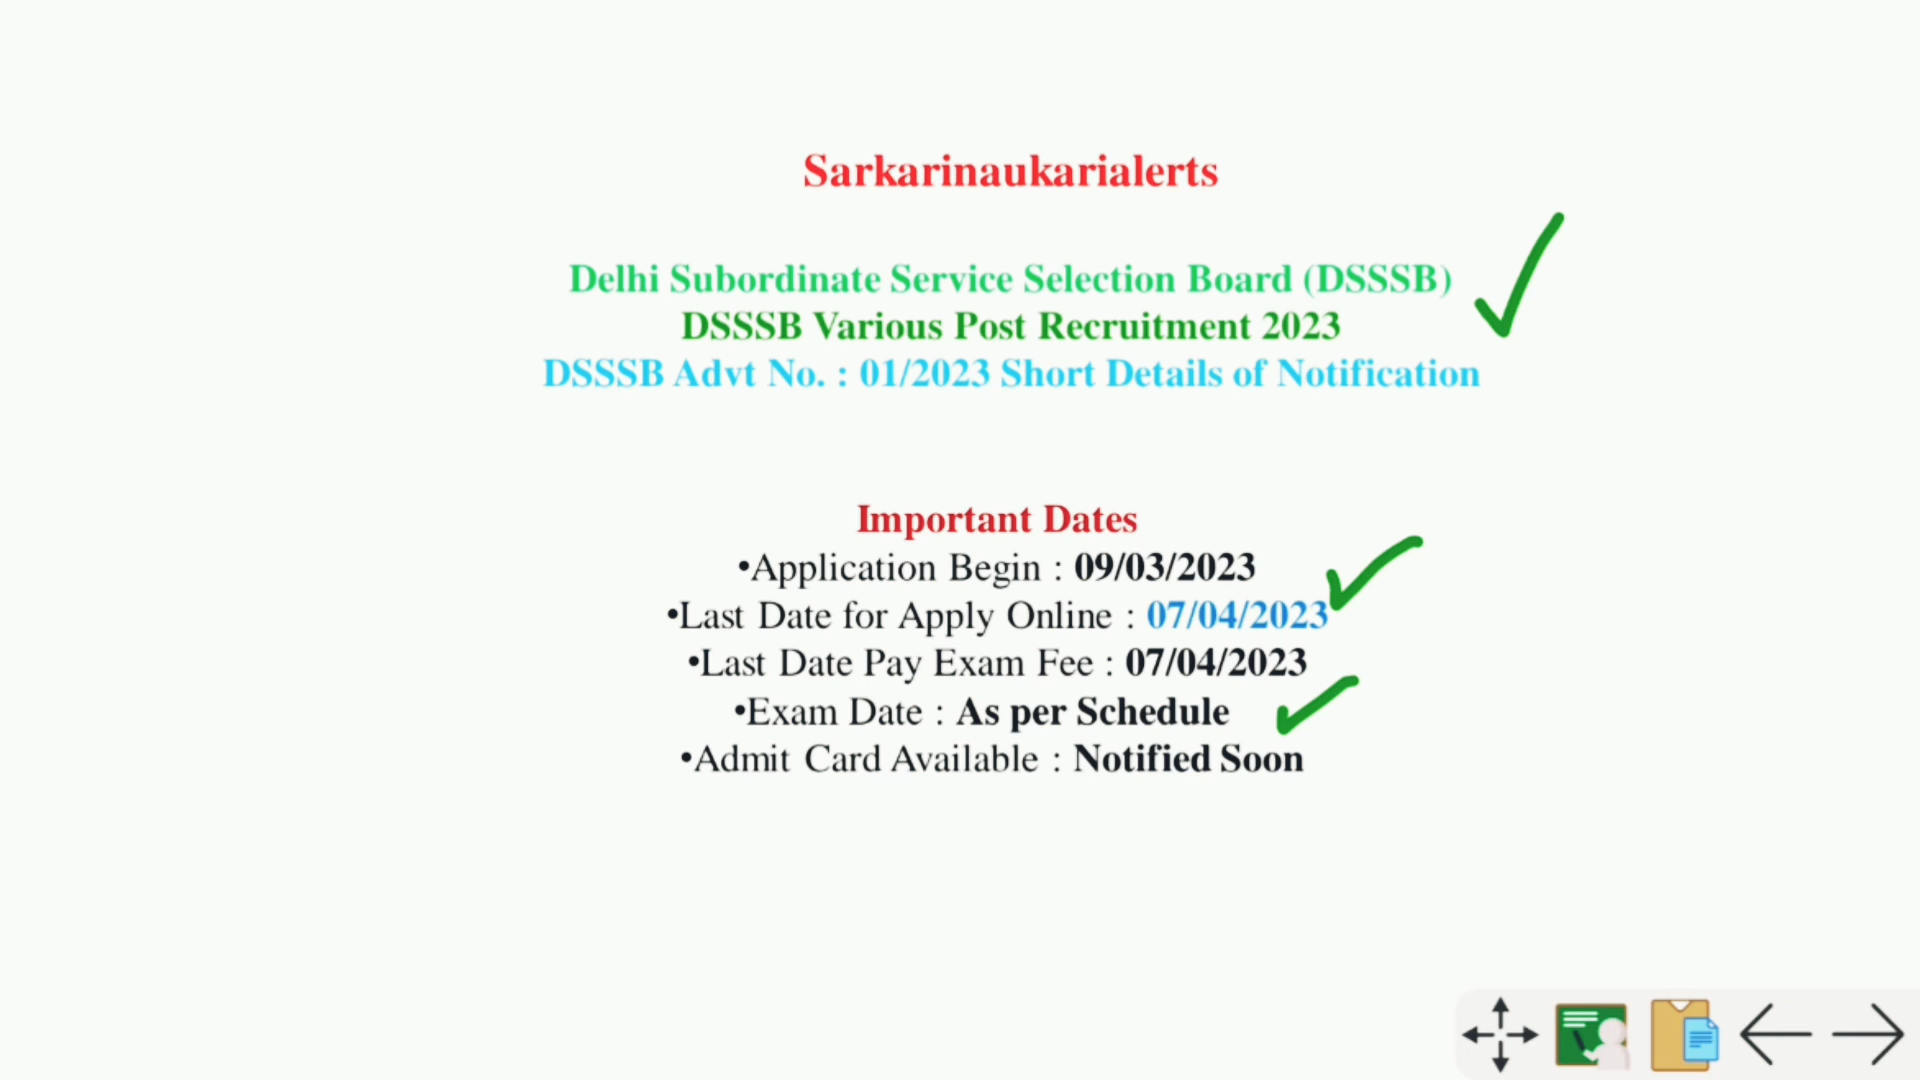 Sarkarinaukarialerts
Delhi Subordinate Service Selection Board (DSSSB)
DSSSB Various Post Recruitment 2023
DSSSB Advt No. : 01/2023 Short Details of Notification
Important Dates
•Application Begin : 09/03/2023
•Last Date for Apply Online : 07/04/2023
•Last Date Pay Exam Fee : 07/04/2023
•Exam Date : As per Schedule
•Admit Card Available : Notified Soon